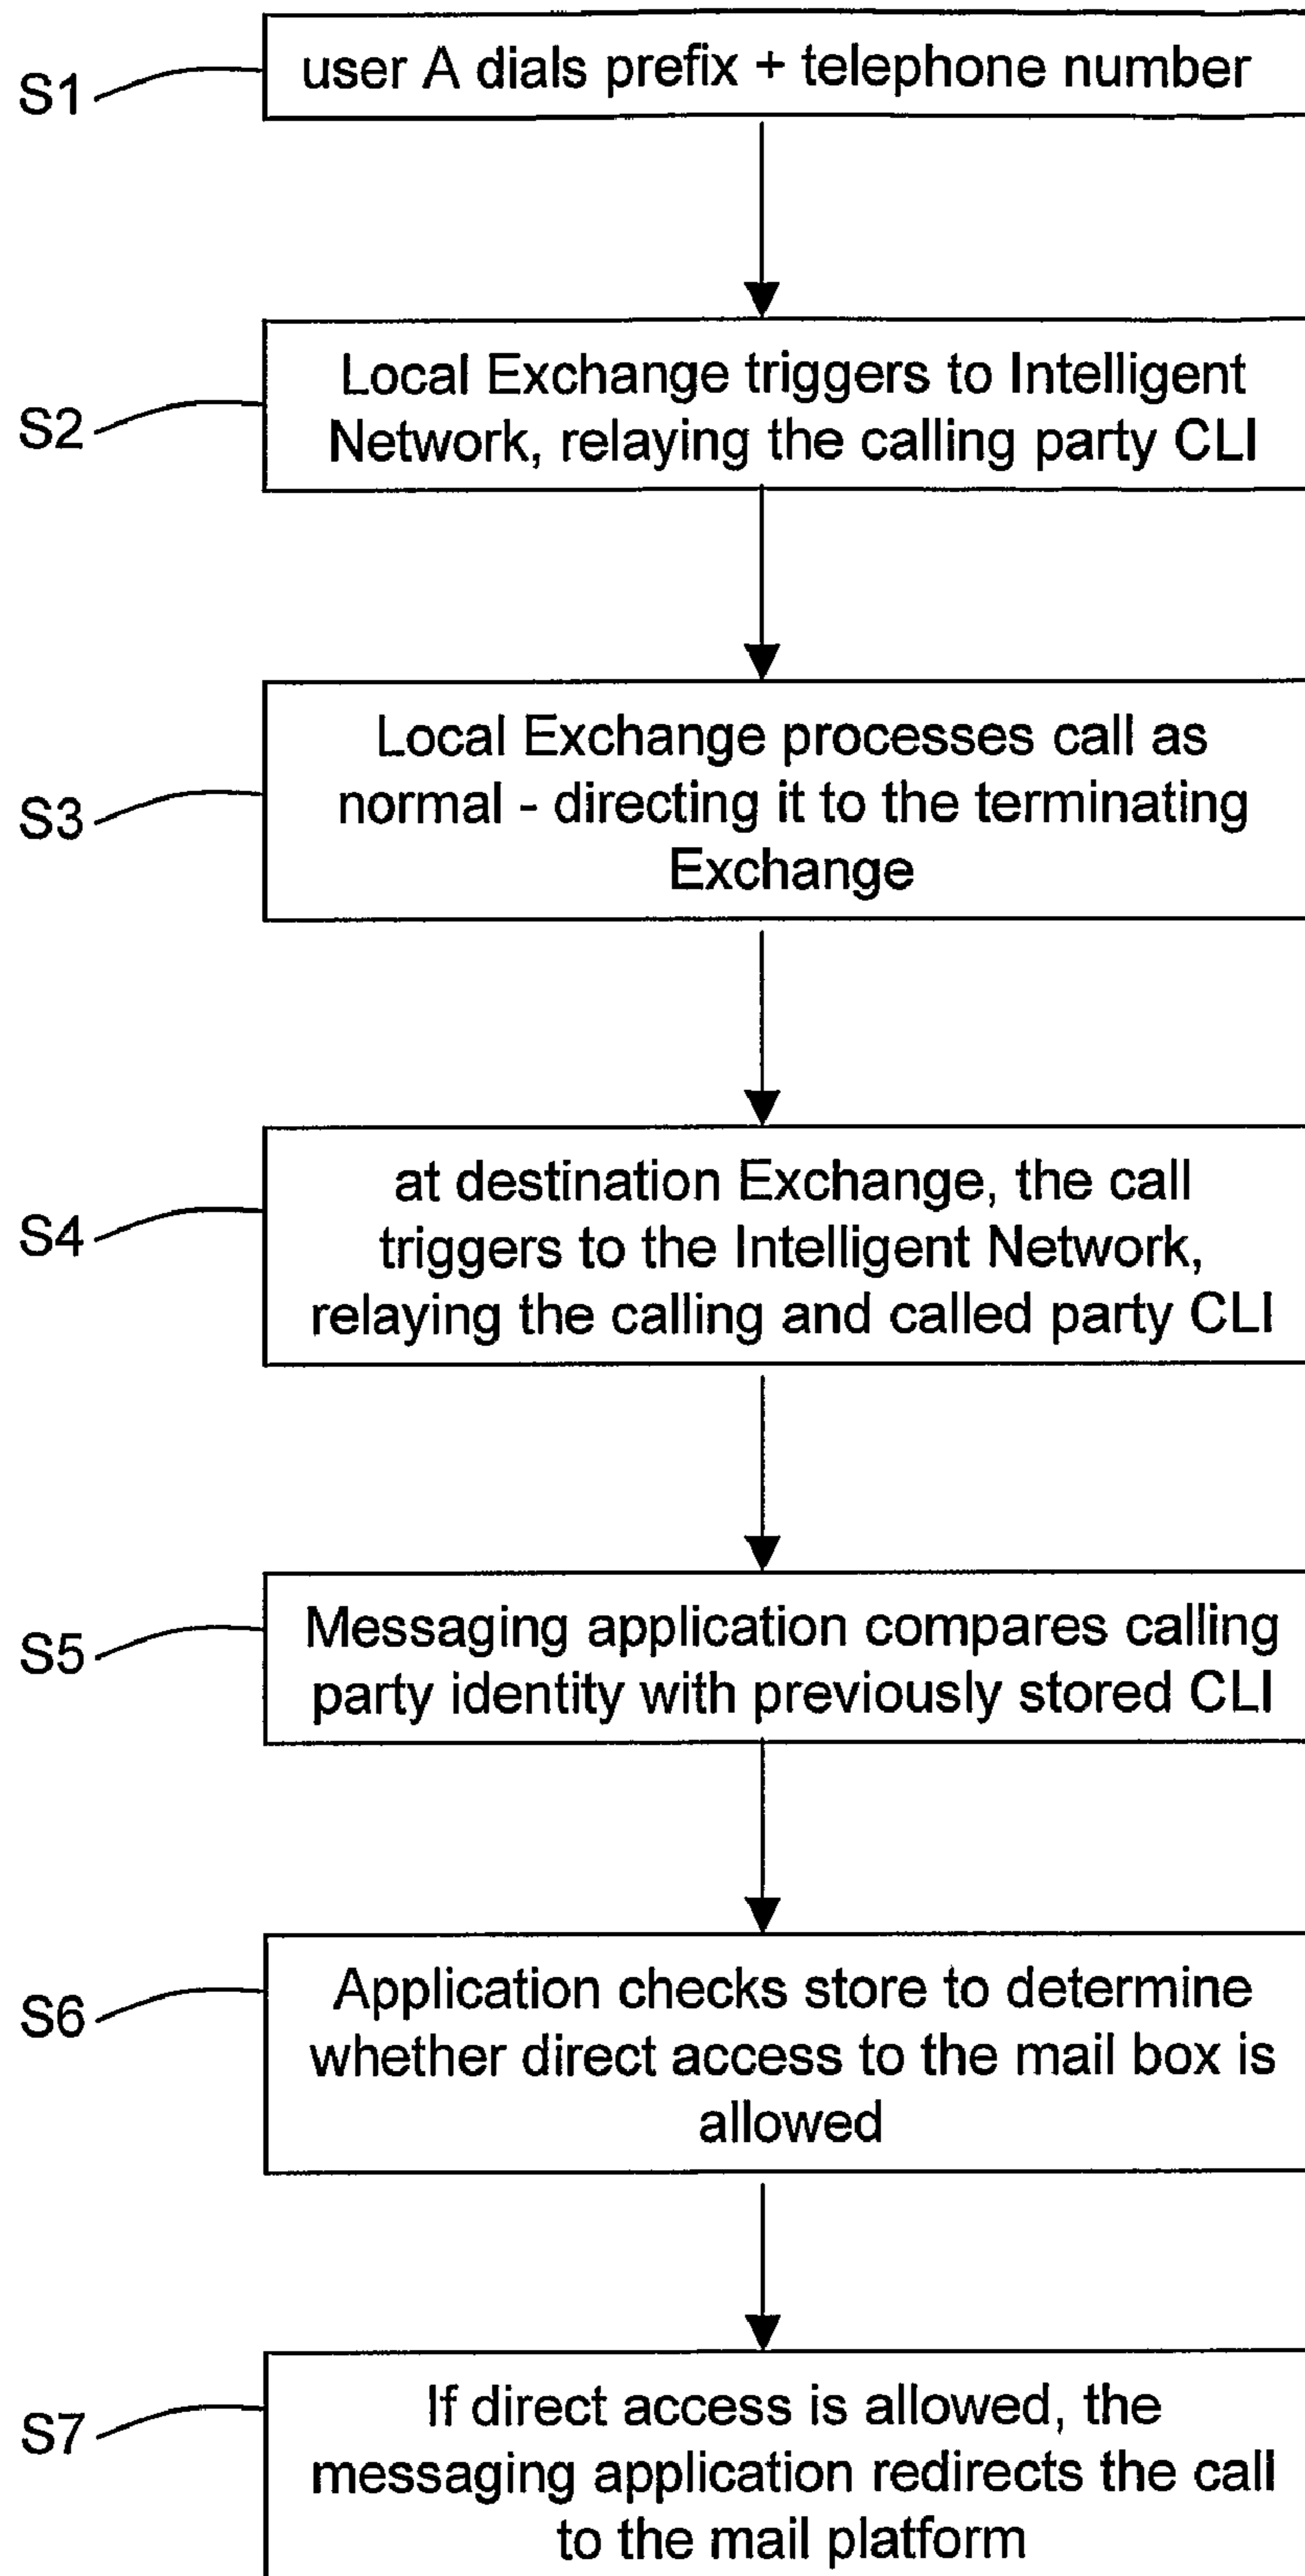 S1
user A dials prefix + telephone number
S2
Local Exchange triggers to Intelligent
Network, relaying the calling party CLI
S3
Local Exchange processes call as
normal - directing it to the terminating
Exchange
S4
at destination Exchange, the call
triggers to the Intelligent Network,
relaying the calling and called party CLI
S5
Messaging application compares calling
party identity with previously stored CLI
S6
Application checks store to determine
whether direct access to the mail box is
allowed
S7
If direct access is allowed, the
messaging application redirects the call
to the mail platform